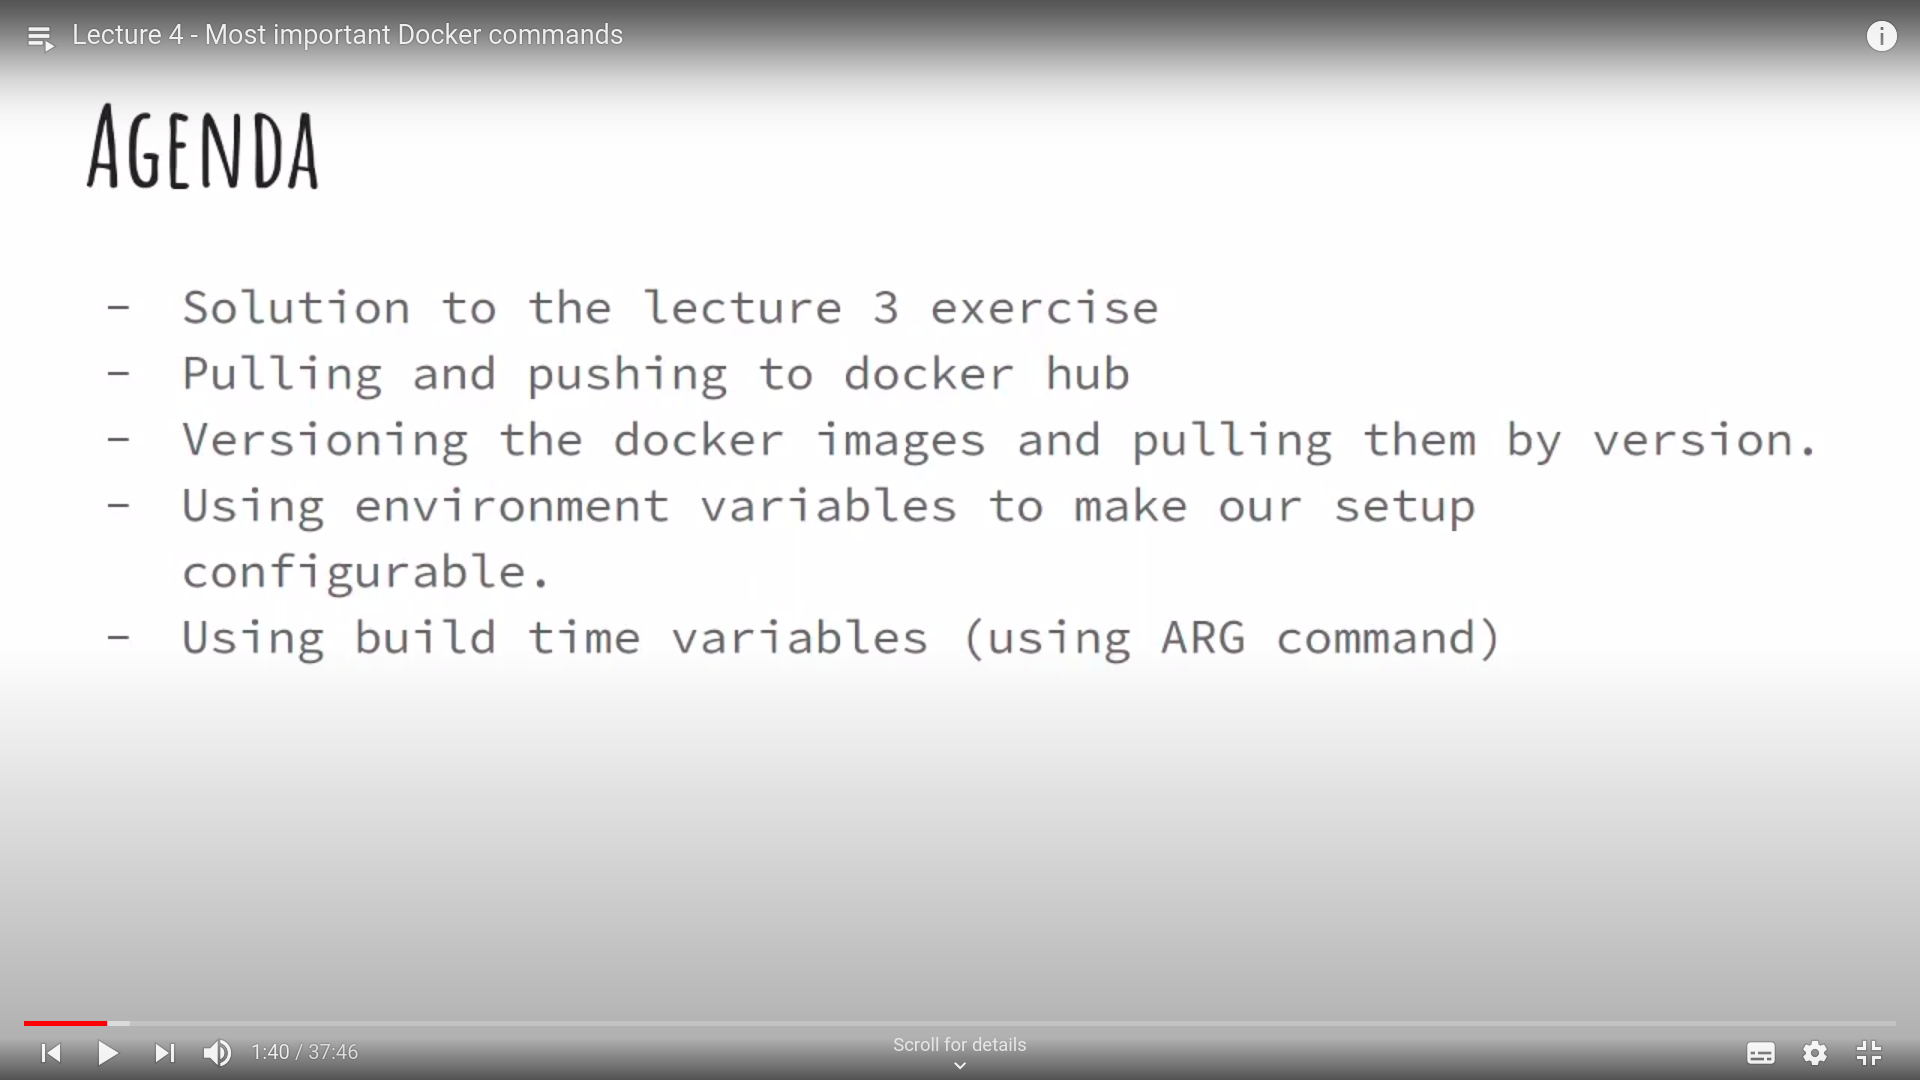 Lecture 4 - Most important Docker commands
AGENDA
- Solution to the lecture 3 exercise
- Pulling and pushing to docker hub
- Versioning the docker images and pulling them by version.
- Using environment variables to make our setup
configurable.
- Using build time variables (using ARG command)
1:40 / 37:46
Scroll for details